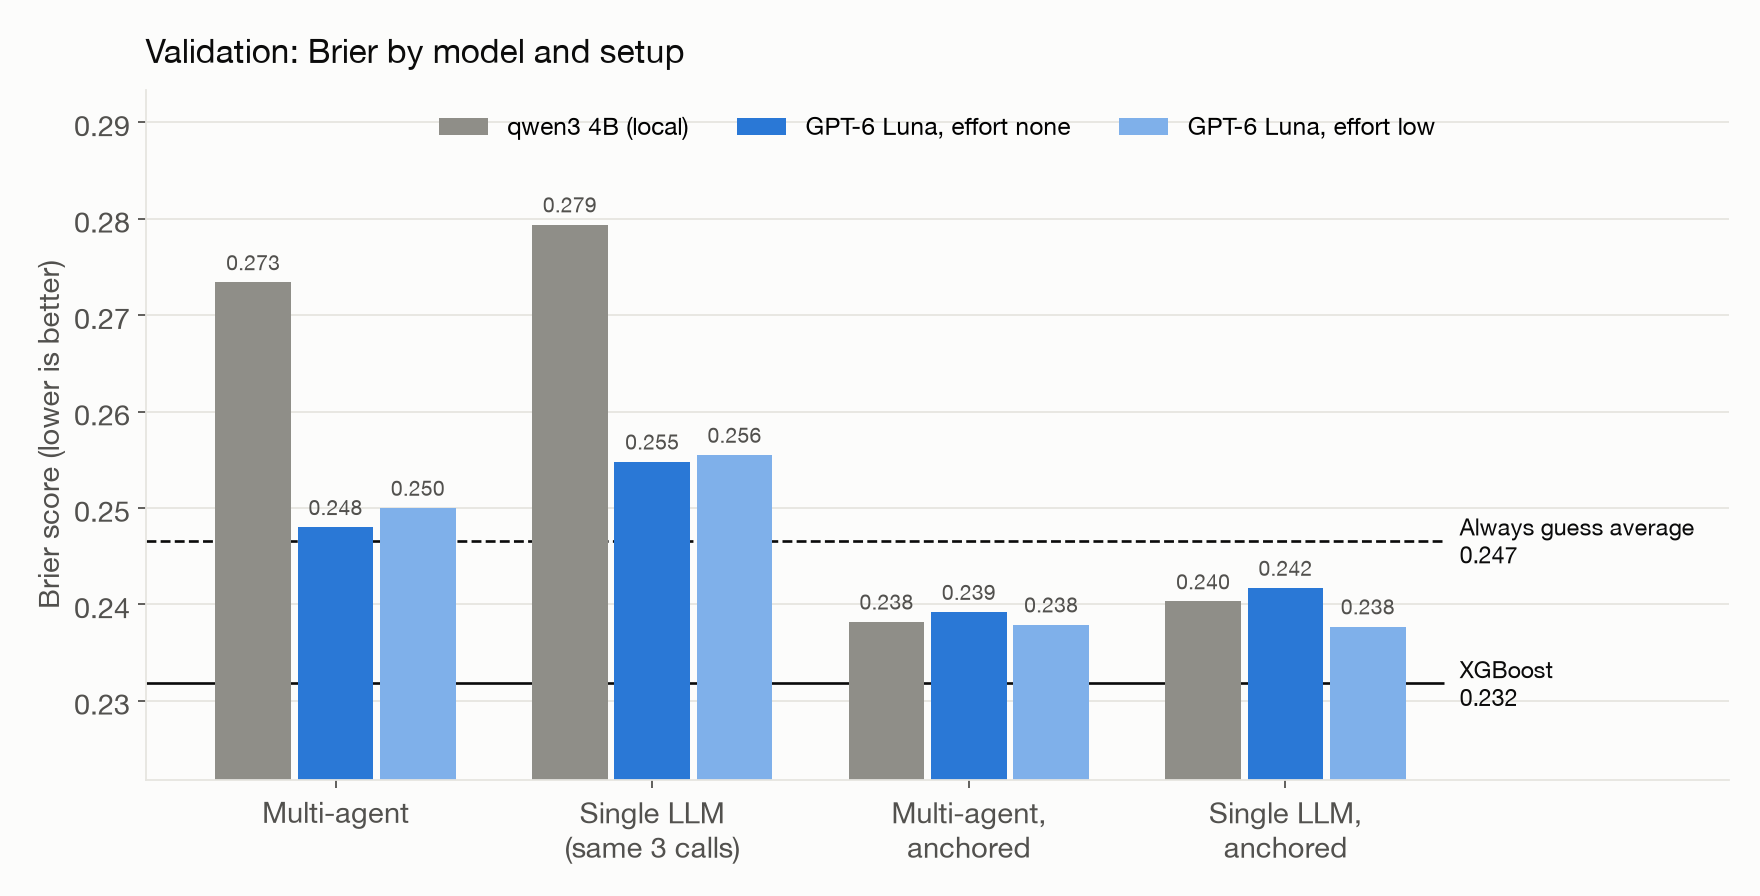 Validation: Brier by model and setup
qwen3 4B (local)
GPT-6 Luna, effort none
GPT-6 Luna, effort low
Brier score (lower is better)
0.29
0.28
0.27
0.26
0.25
0.24
0.23
0.273
0.248
0.250
0.279
0.255
0.256
0.238
0.239
0.238
0.240
0.242
0.238
Always guess average
0.247
XGBoost
0.232
Multi-agent
Single LLM
(same 3 calls)
Multi-agent,
anchored
Single LLM,
anchored